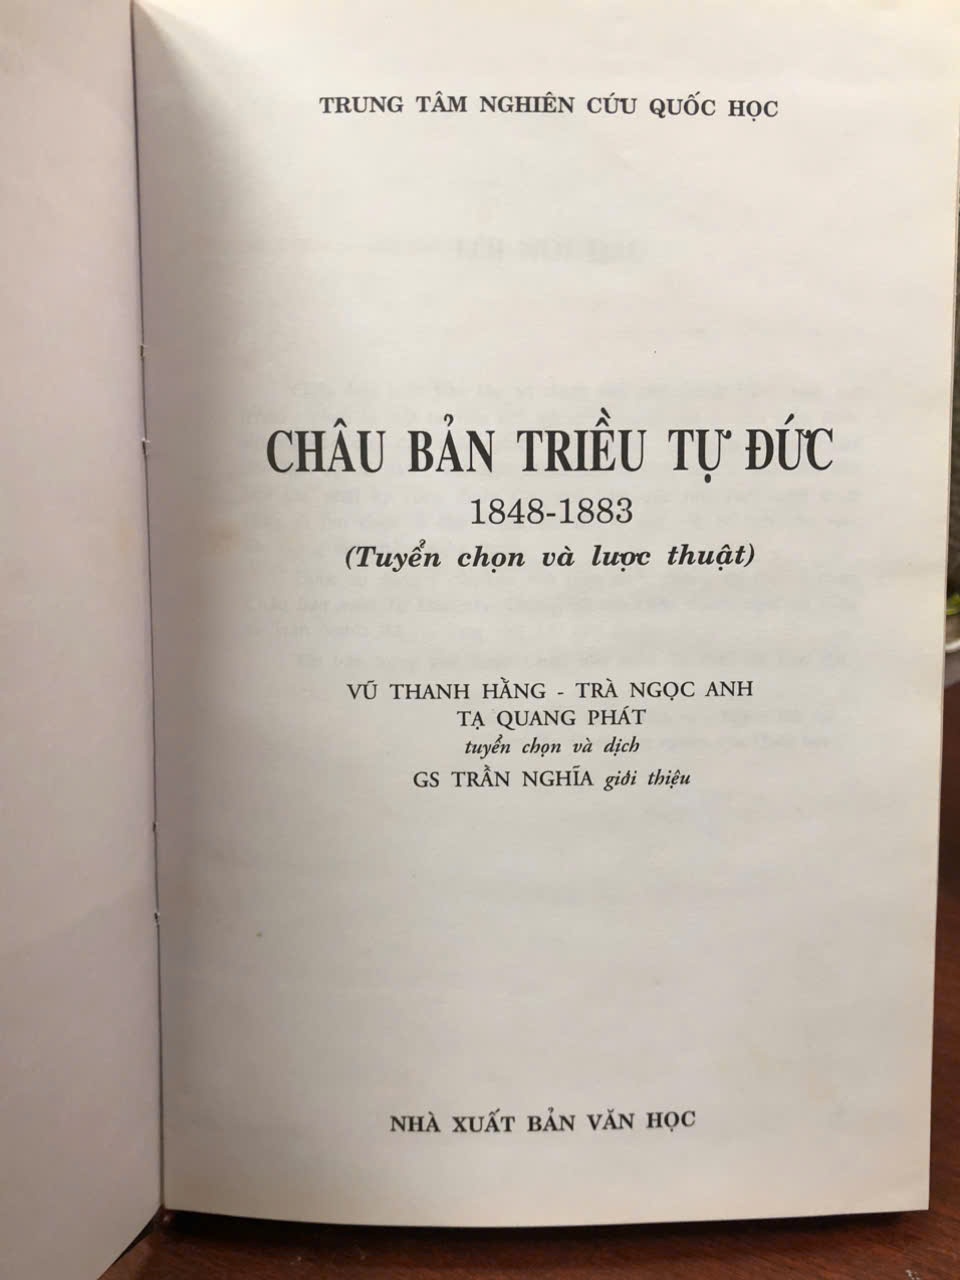 TRUNG TÂM NGHIÊN CỨU QUỐC HỌC
CHÂU BẢN TRIỀU TỰ ĐỨC
1848-1883
(Tuyển chọn và lược thuật)
VŨ THANH HẰNG - TRÀ NGỌC ANH
TẠ QUANG PHÁT
tuyển chọn và dịch
GS TRẦN NGHĨA giới thiệu
NHÀ XUẤT BẢN VĂN HỌC